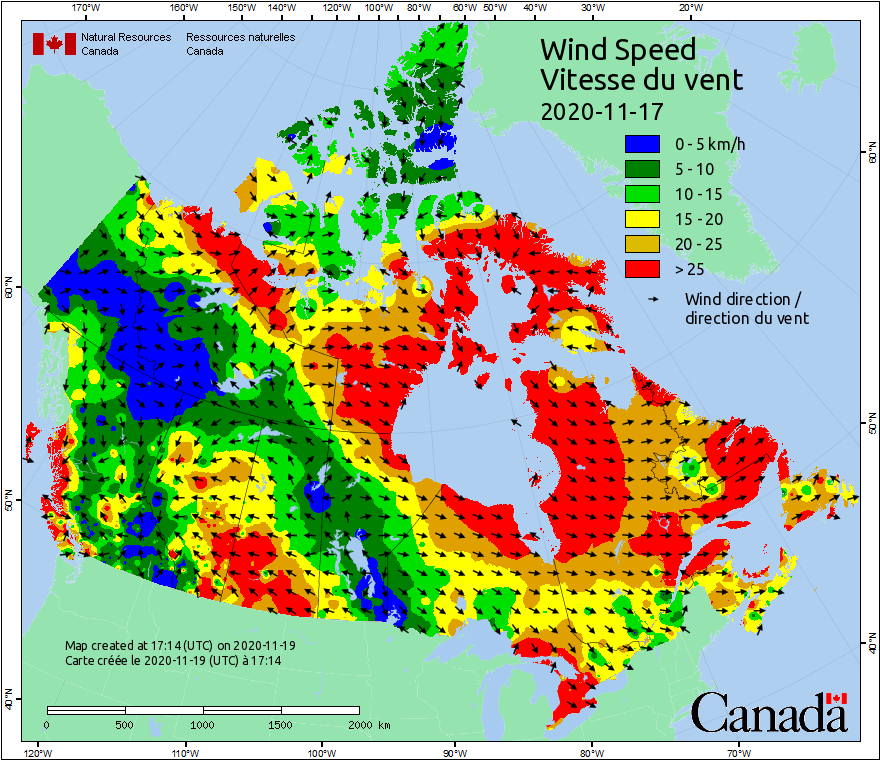 170°W 160°W 150°W 140°W 120°W 100°W 80°W 60°W 50°W 40°W 30°W 20°W
Natural Resources Canada
Ressources naturelles Canada
Wind Speed
Vitesse du vent
2020-11-17
0 - 5 km/h
5 - 10
10 - 15
15 - 20
20 - 25
> 25
Wind direction /
direction du vent
60°N
50°N
40°N
60°N
50°N
40°N
Map created at 17:14 (UTC) on 2020-11-19
Carte créée le 2020-11-19 (UTC) à 17:14
0 500 1000 1500 2000 km
Canada
120°W 110°W 100°W 90°W 80°W 70°W